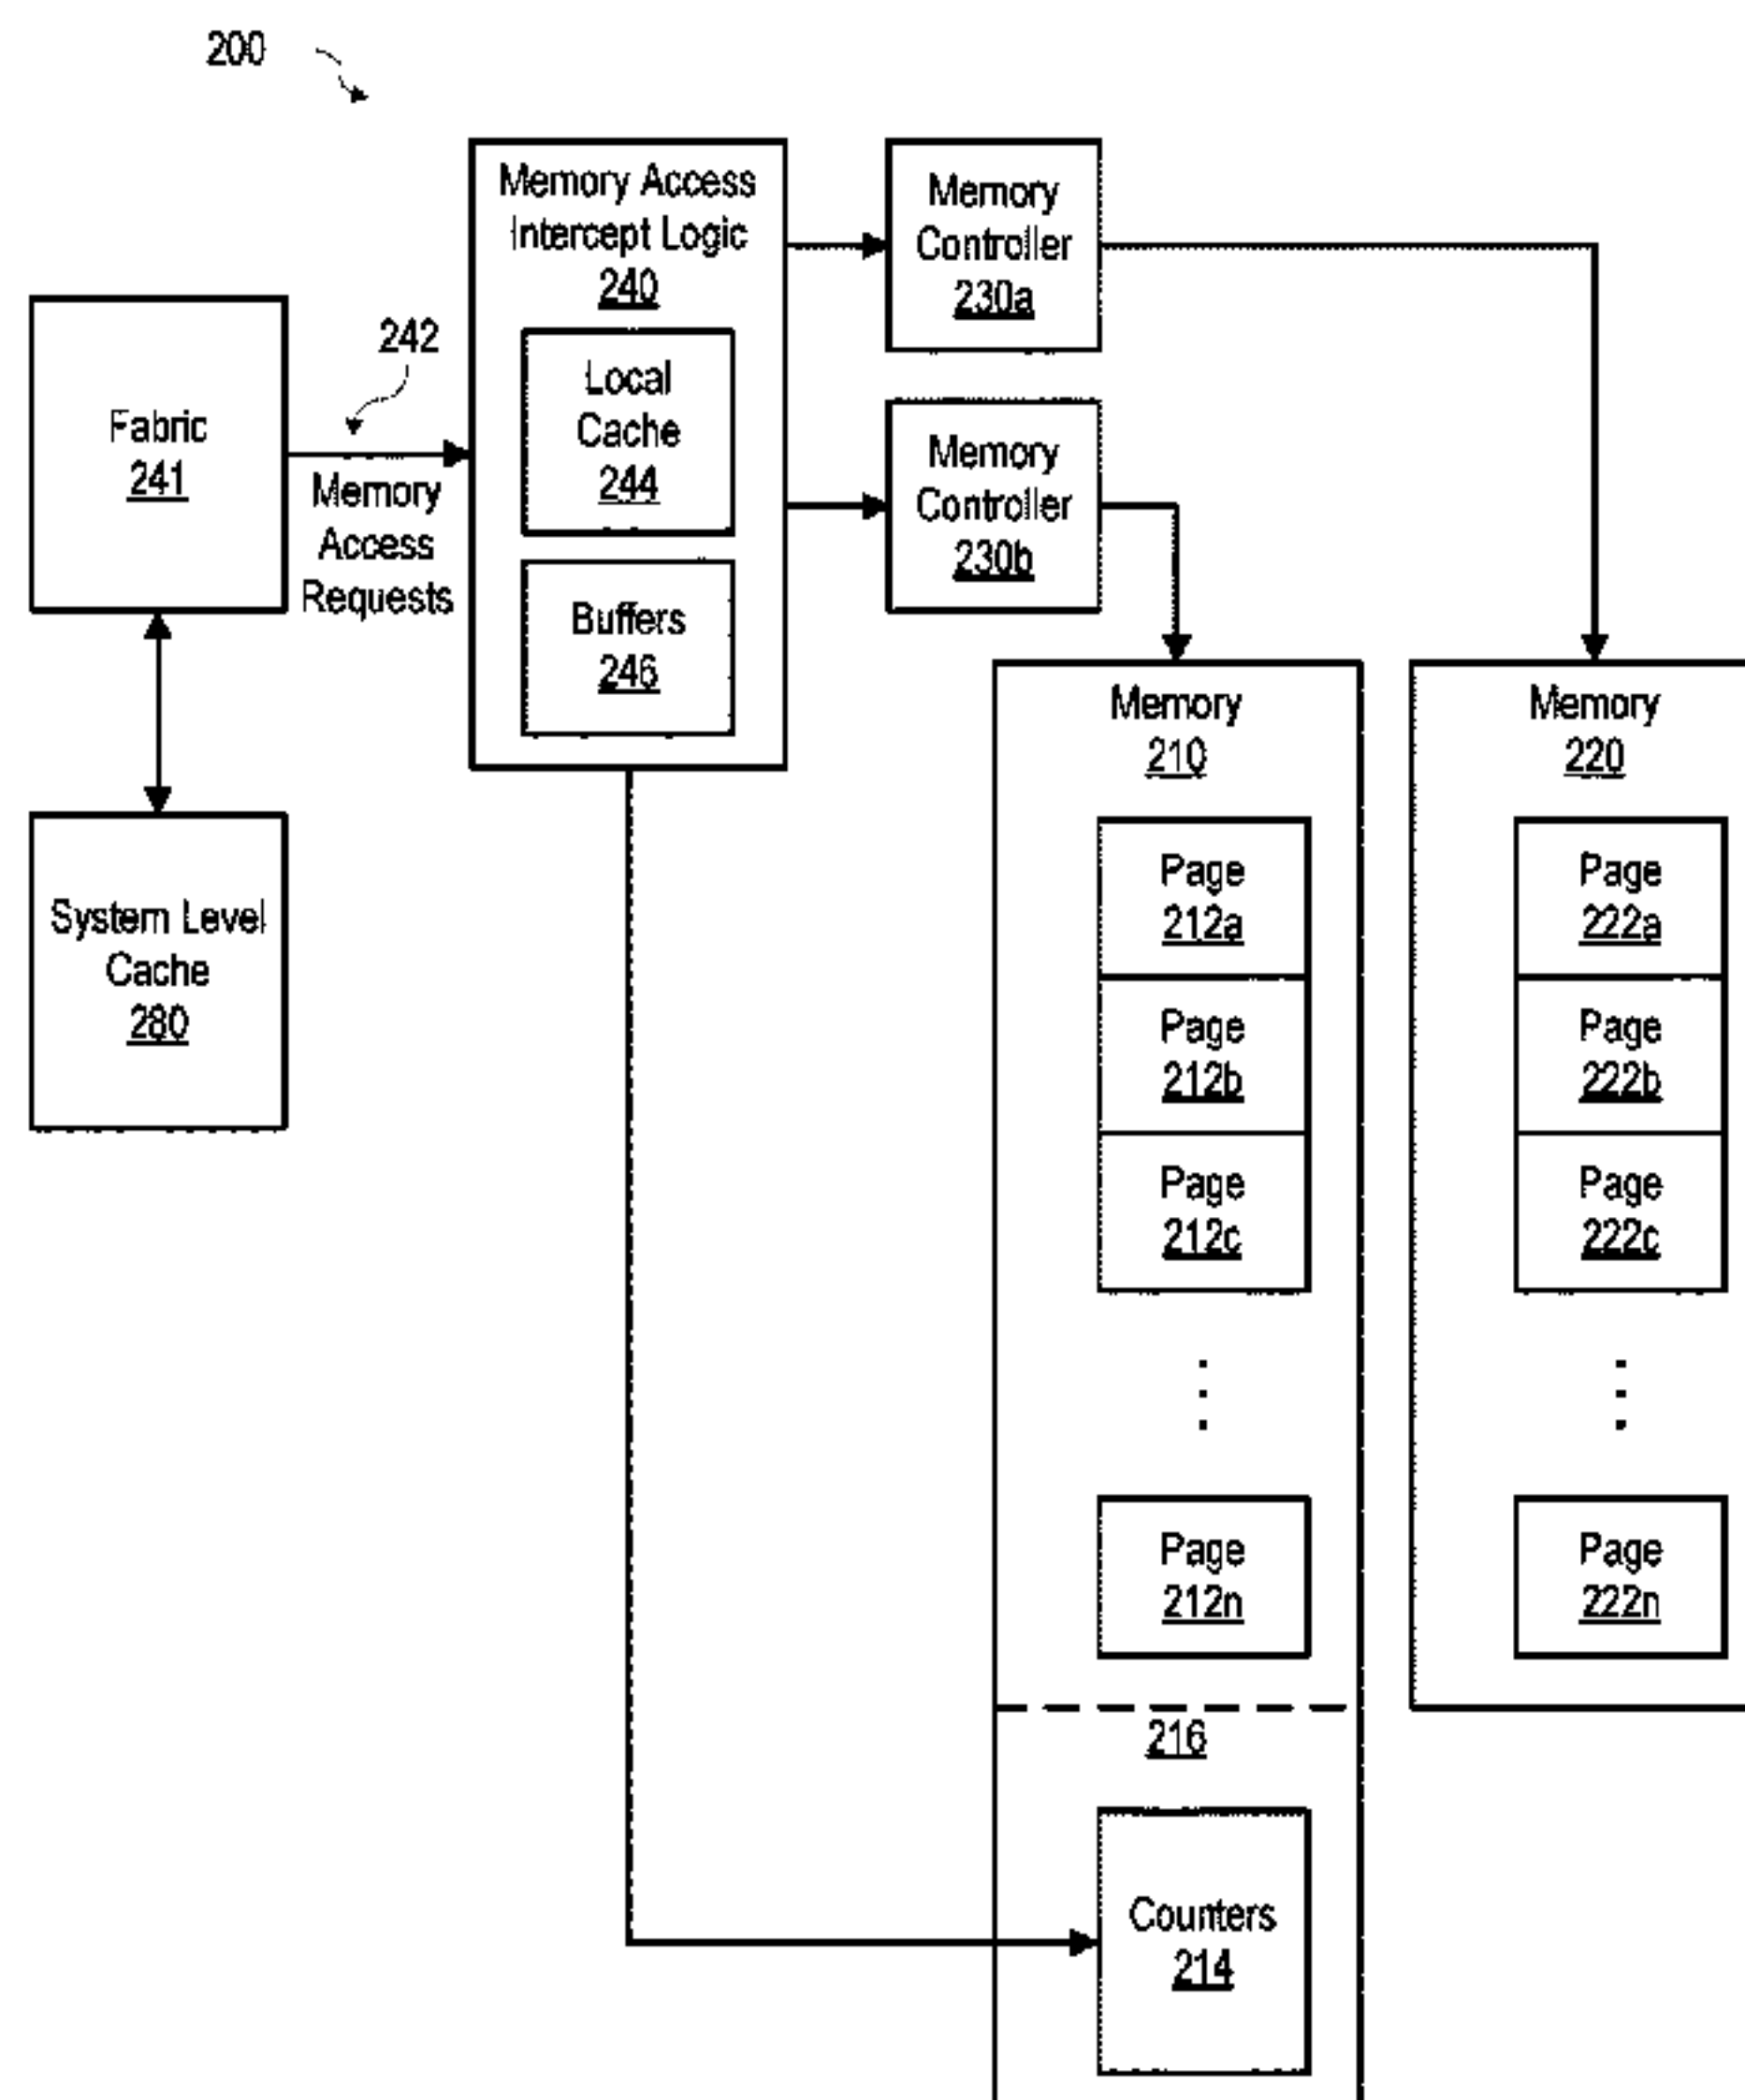 200
Memory Access
Intercept Logic
240
Local
Cache
244
Buffers
246
Memory
Controller
230a
Memory
Controller
230b
Fabric
241
242
Memory
Access
Requests
System Level
Cache
280
Memory
210
Page
212a
Page
212b
Page
212c
Page
212n
216
Counters
214
Memory
220
Page
222a
Page
222b
Page
222c
Page
222n